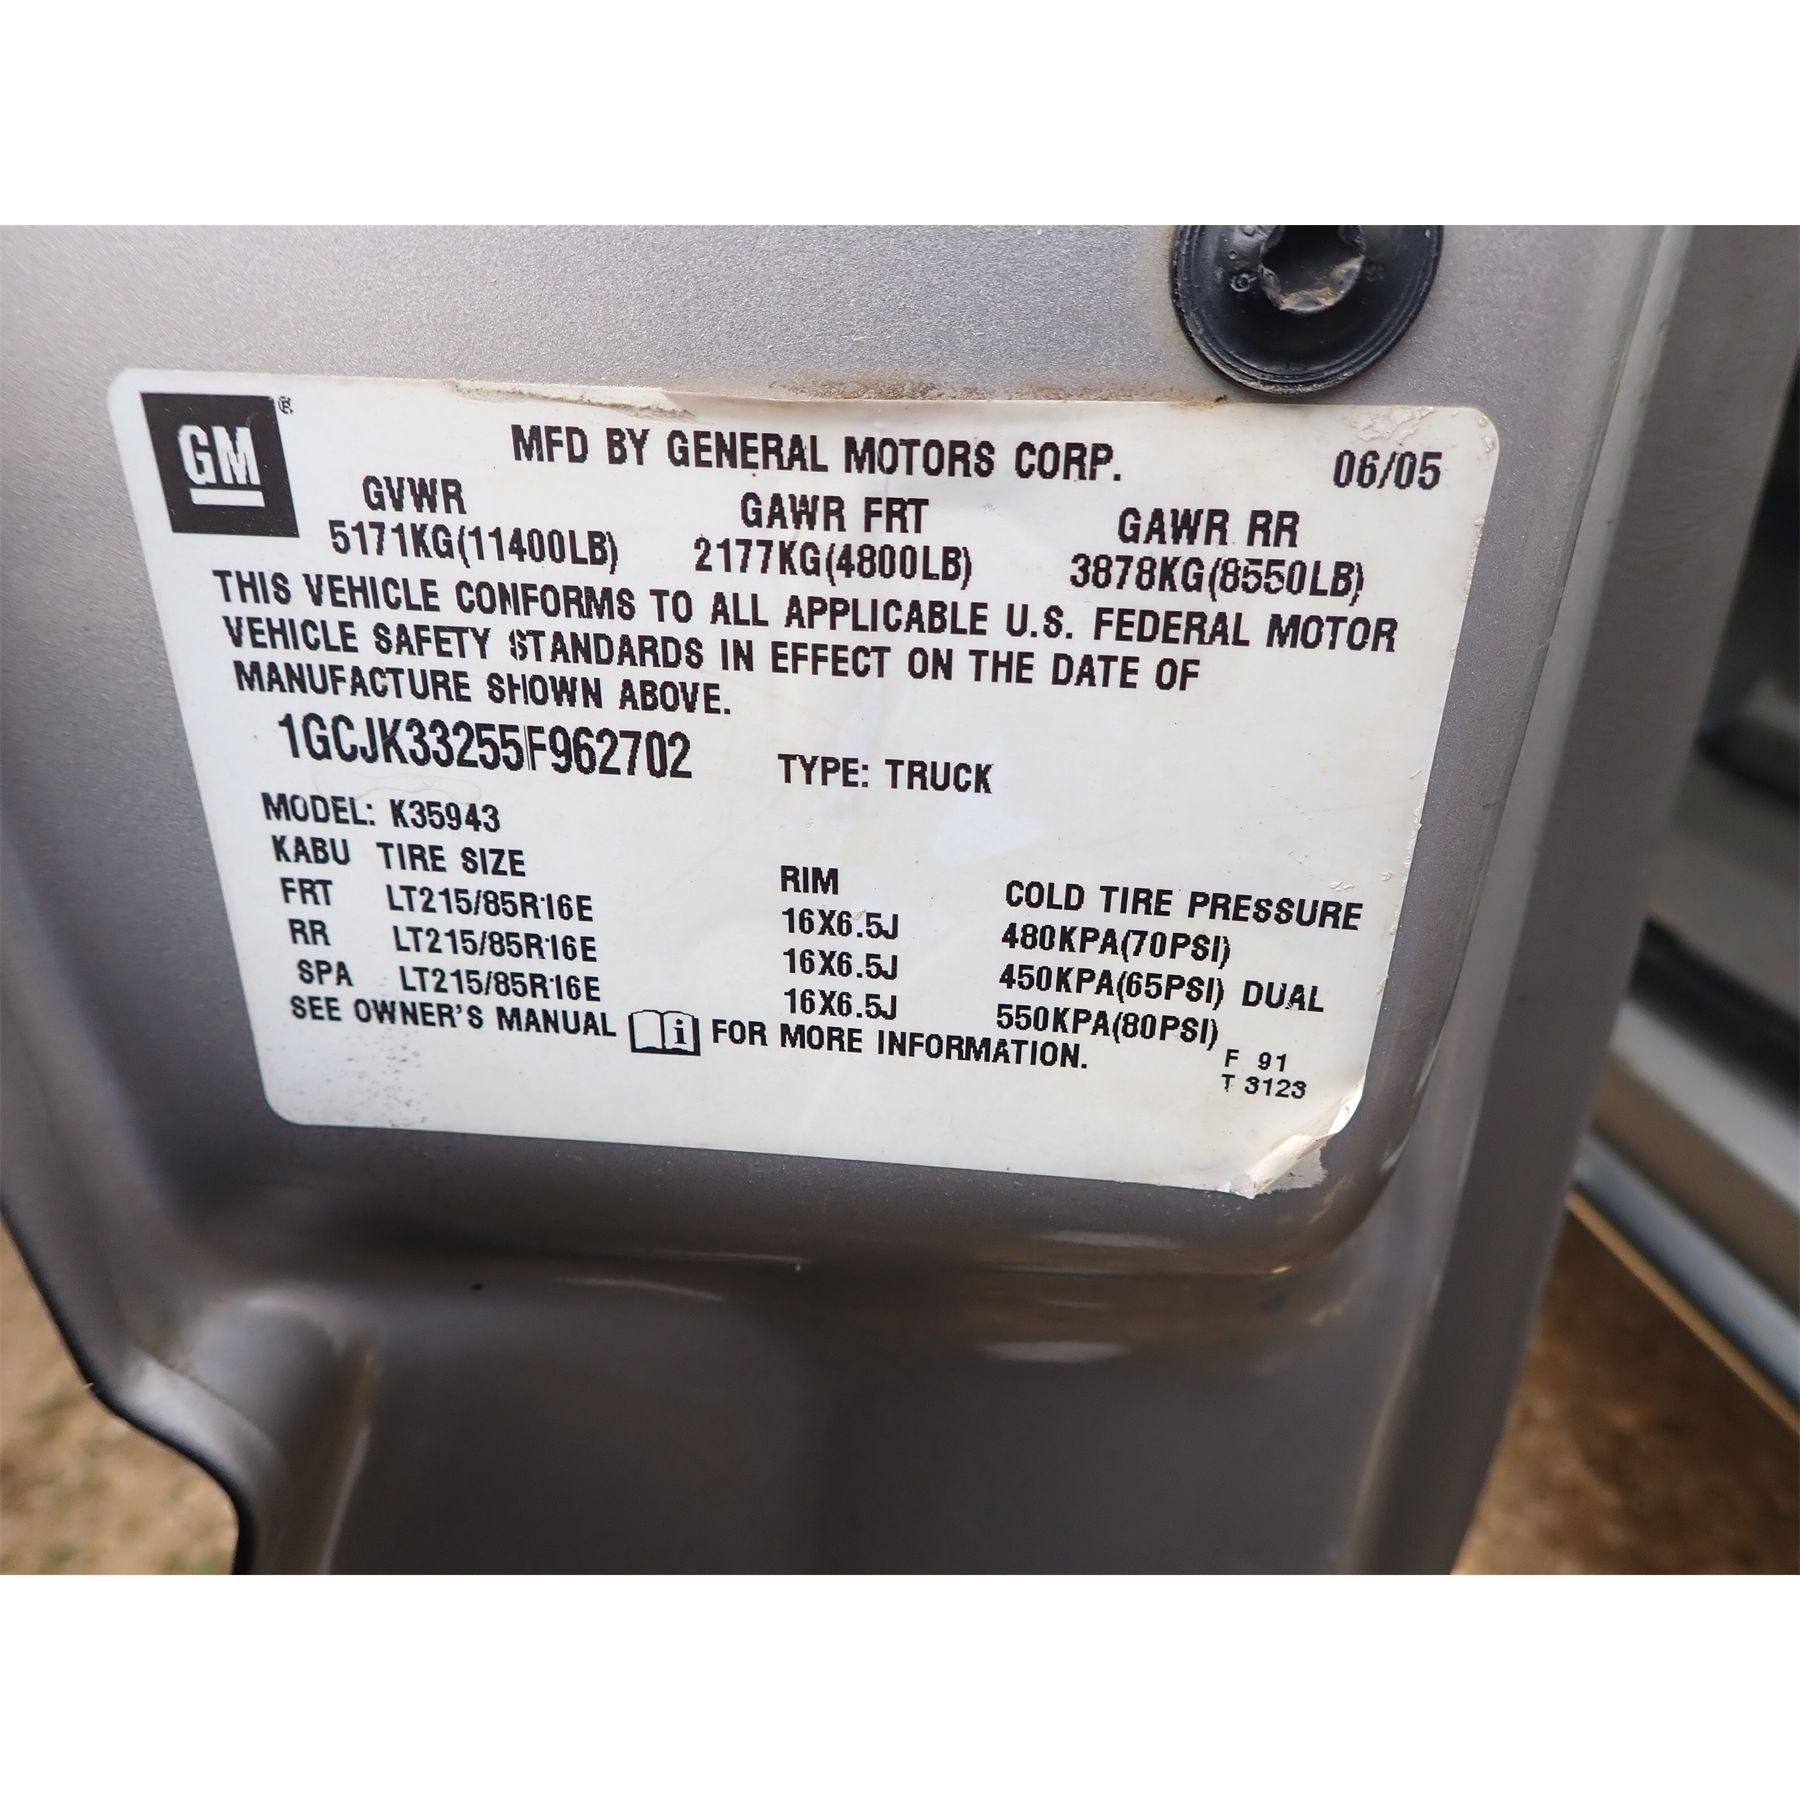 GM ®
MFD BY GENERAL MOTORS CORP. 06/05
GVWR GAWR FRT GAWR RR
5171KG(11400LB) 2177KG(4800LB) 3878KG(8550LB)
THIS VEHICLE CONFORMS TO ALL APPLICABLE U.S. FEDERAL MOTOR
VEHICLE SAFETY STANDARDS IN EFFECT ON THE DATE OF
MANUFACTURE SHOWN ABOVE.
1GCJK33255F962702 TYPE: TRUCK
MODEL: K35943
KABU TIRE SIZE RIM COLD TIRE PRESSURE
FRT LT215/85R16E 16X6.5J 480KPA(70PSI)
RR LT215/85R16E 16X6.5J 450KPA(65PSI) DUAL
SPA LT215/85R16E 16X6.5J 550KPA(80PSI)
SEE OWNER'S MANUAL i FOR MORE INFORMATION.
F 91
T 3123